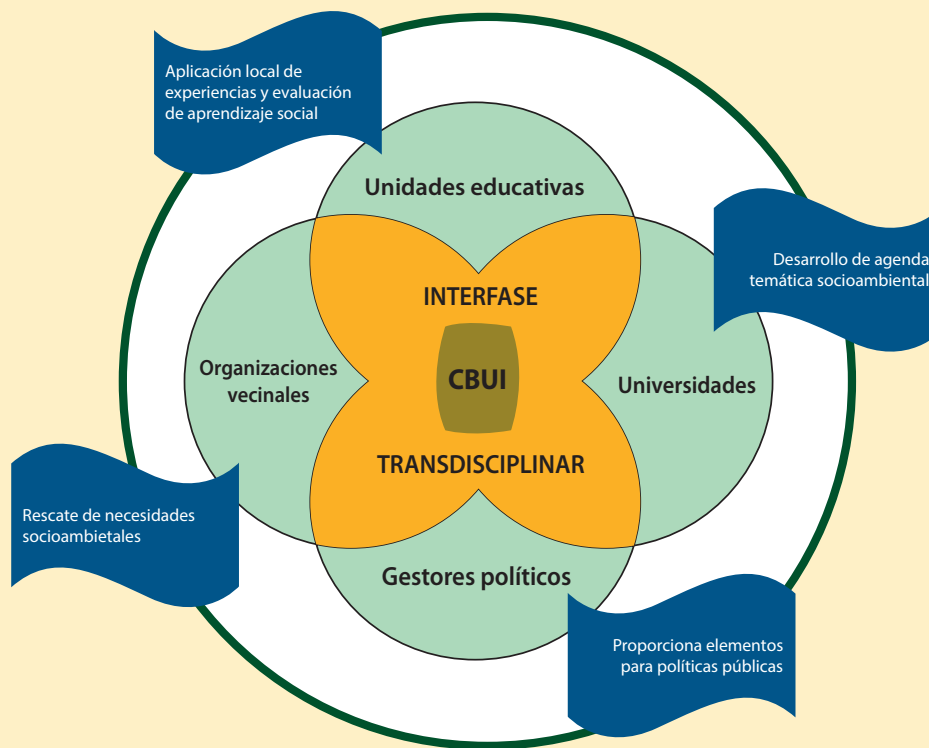 Aplicación local de
experiencias y evaluación
de aprendizaje social
Unidades educativas
Desarrollo de agenda
temática socioambiental
INTERFASE
Organizaciones
vecinales
CBUI
Universidades
TRANSDISCIPLINAR
Rescate de necesidades
socioambietales
Gestores políticos
Proporciona elementos
para políticas públicas